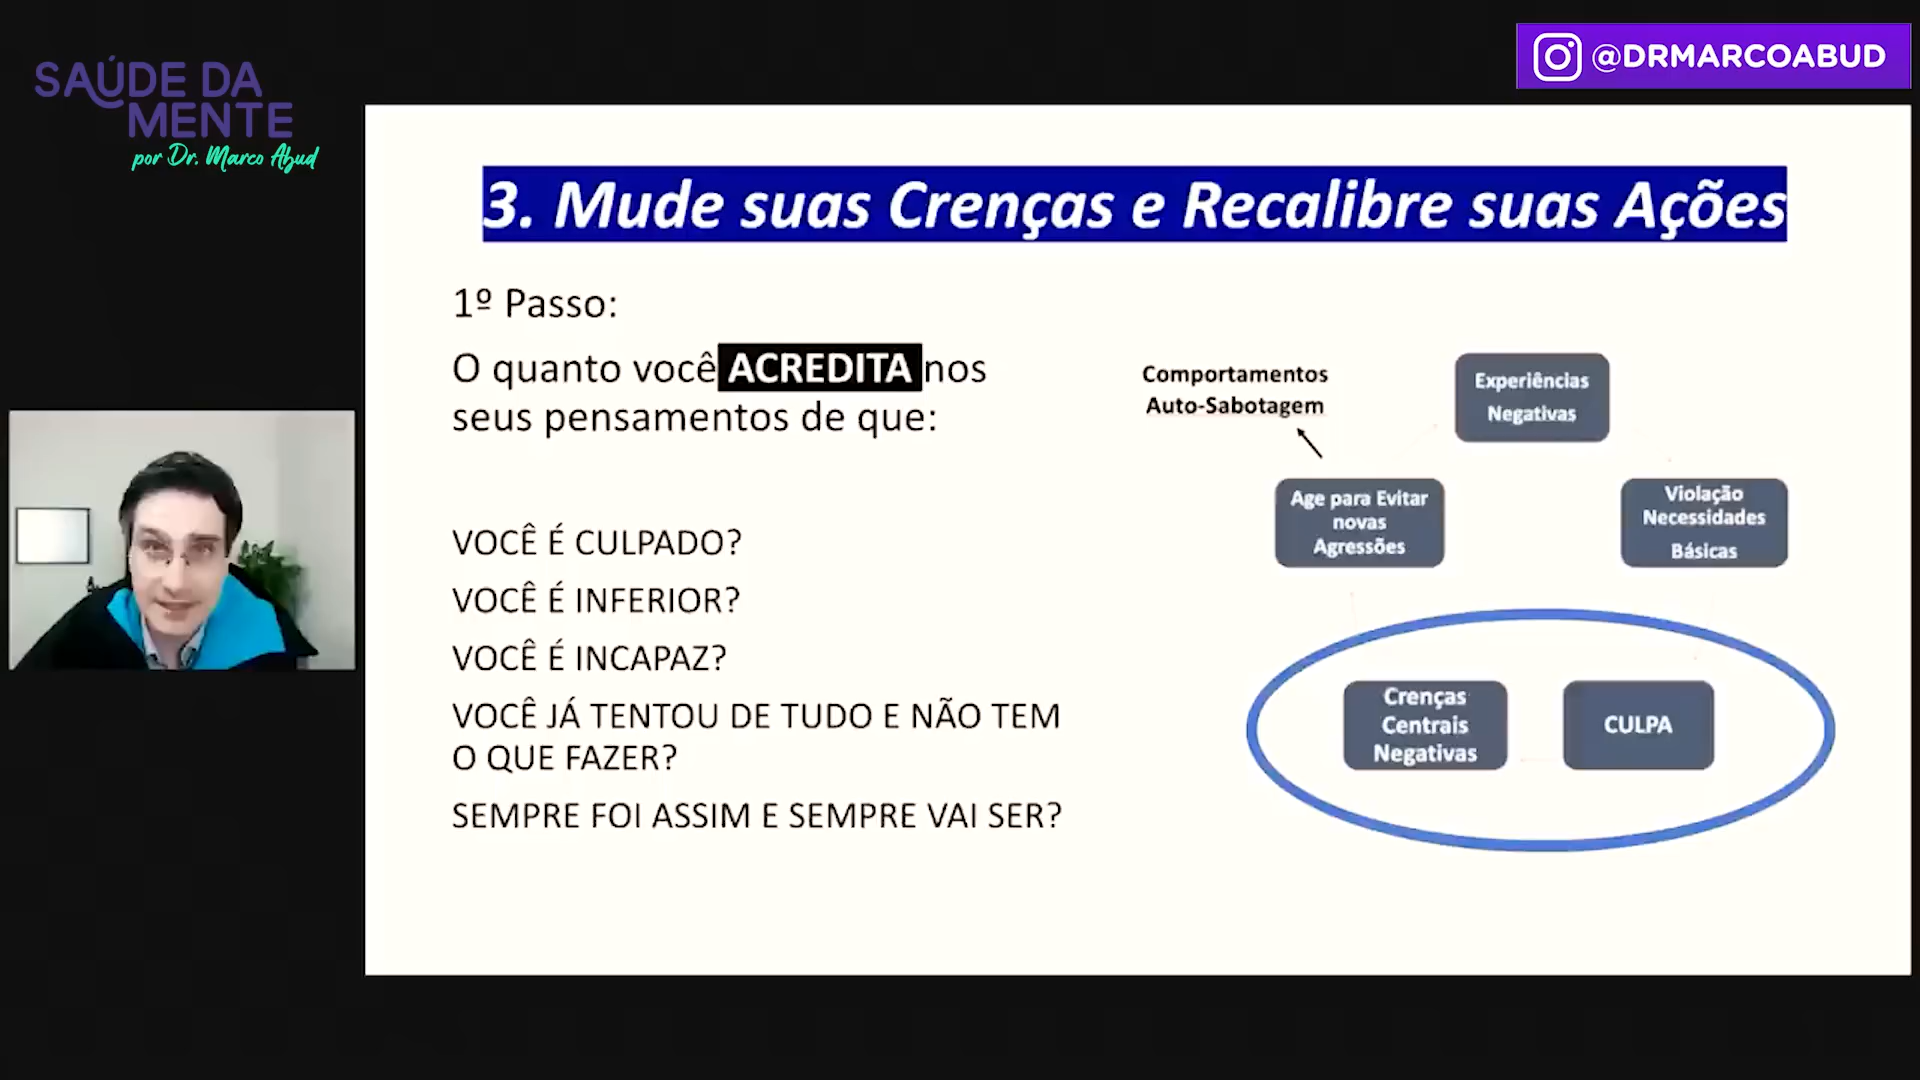 SAÚDE DA
MENTE
por Dr. Marco Abud
@DRMARCOABUD
3. Mude suas Crenças e Recalibre suas Ações
1º Passo:
O quanto você ACREDITA nos
seus pensamentos de que:
VOCÊ É CULPADO?
VOCÊ É INFERIOR?
VOCÊ É INCAPAZ?
VOCÊ JÁ TENTOU DE TUDO E NÃO TEM
O QUE FAZER?
SEMPRE FOI ASSIM E SEMPRE VAI SER?
Comportamentos
Auto-Sabotagem
Experiências
Negativas
Age para Evitar
novas
Agressões
Violação
Necessidades
Básicas
Crenças
Centrais
Negativas
CULPA